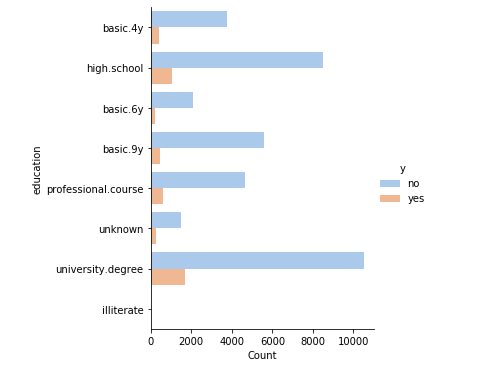 basic.4y
high.school
basic.6y
basic.9y
professional.course
unknown
university.degree
illiterate
education
0 2000 4000 6000 8000 10000
Count
y
no
yes